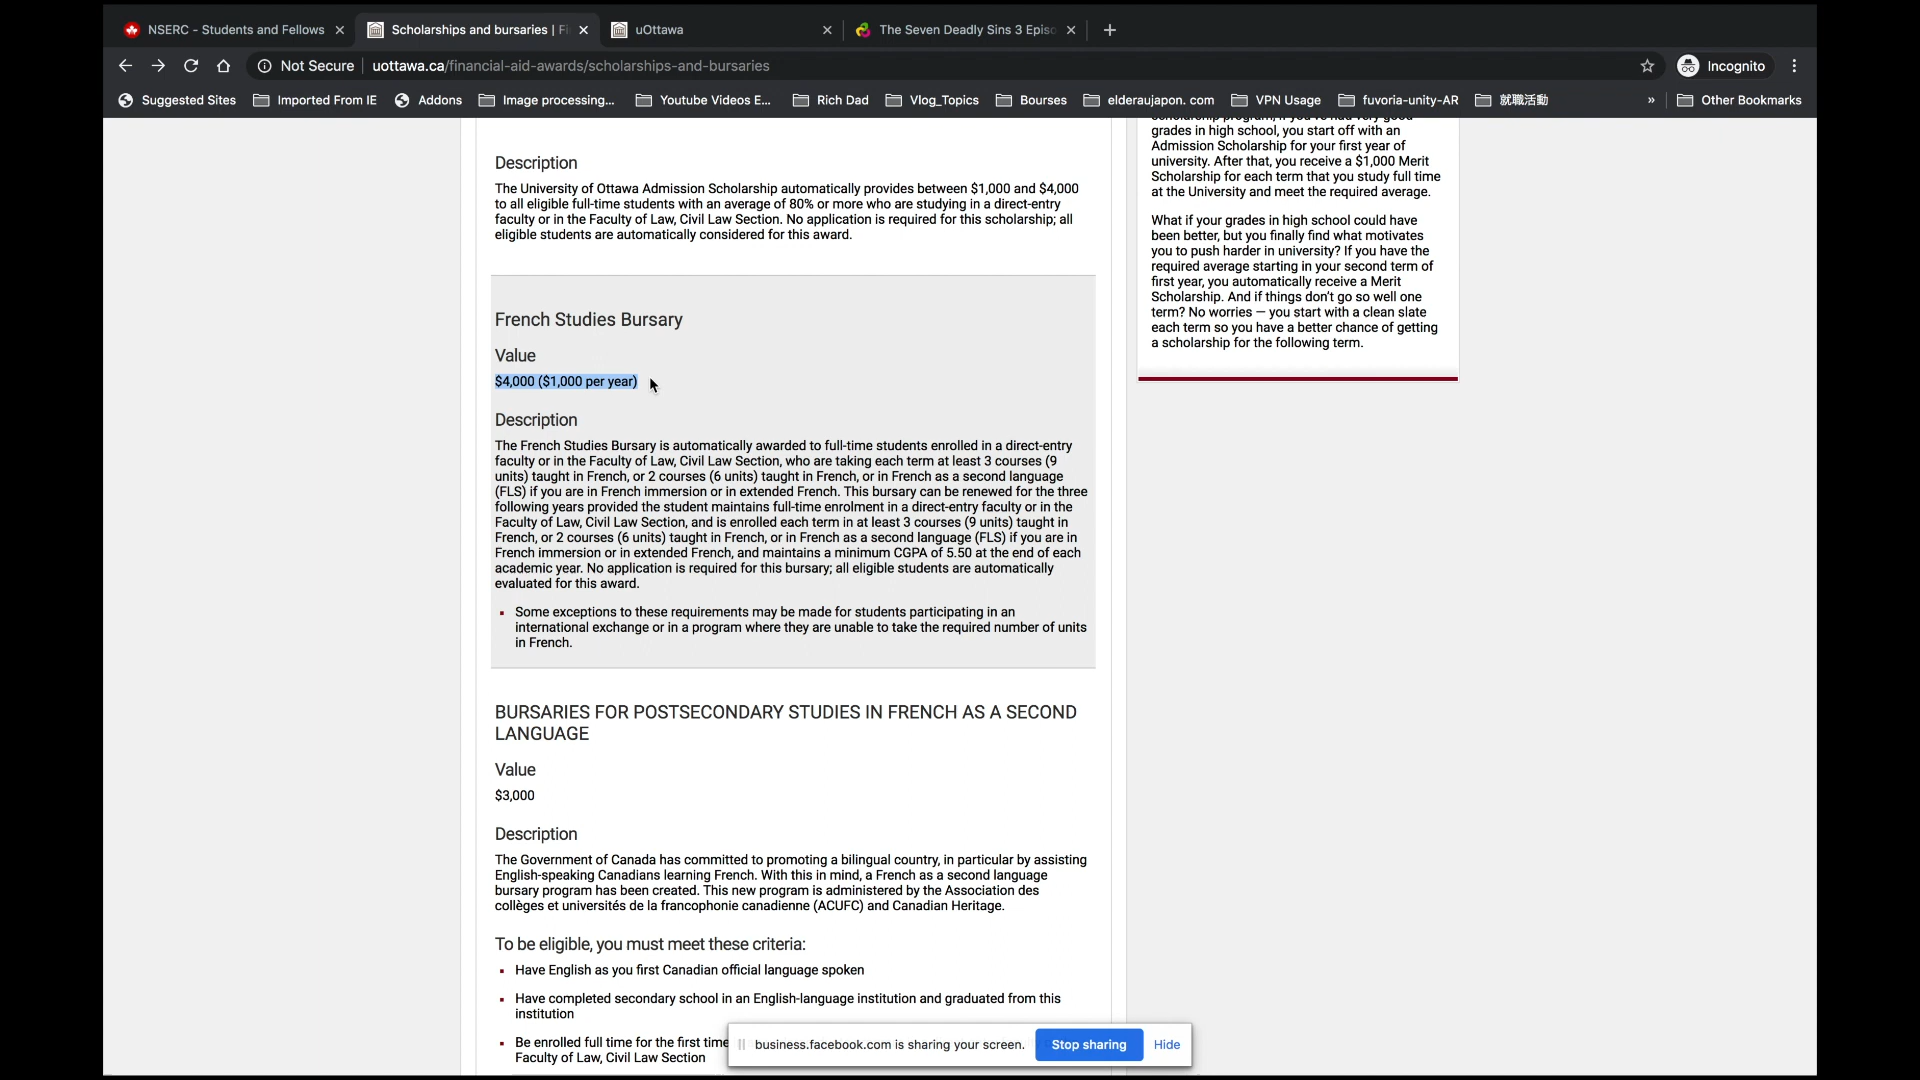 NSERC - Students and Fellows
Scholarships and bursaries | Fi
uOttawa
The Seven Deadly Sins 3 Episo
Not Secure
uottawa.ca/financial-aid-awards/scholarships-and-bursaries
Incognito
Suggested Sites
Imported From IE
Addons
Image processing...
Youtube Videos E...
Rich Dad
Vlog_Topics
Bourses
elderaujapon. com
VPN Usage
fuvoria-unity-AR
就職活動
»
Other Bookmarks
Description
The University of Ottawa Admission Scholarship automatically provides between $1,000 and $4,000
to all eligible full-time students with an average of 80% or more who are studying in a direct-entry
faculty or in the Faculty of Law, Civil Law Section. No application is required for this scholarship; all
eligible students are automatically considered for this award.
French Studies Bursary
Value
$4,000 ($1,000 per year)
Description
The French Studies Bursary is automatically awarded to full-time students enrolled in a direct-entry
faculty or in the Faculty of Law, Civil Law Section, who are taking each term at least 3 courses (9
units) taught in French, or 2 courses (6 units) taught in French, or in French as a second language
(FLS) if you are in French immersion or in extended French. This bursary can be renewed for the three
following years provided the student maintains full-time enrolment in a direct-entry faculty or in the
Faculty of Law, Civil Law Section, and is enrolled each term in at least 3 courses (9 units) taught in
French, or 2 courses (6 units) taught in French, or in French as a second language (FLS) if you are in
French immersion or in extended French, and maintains a minimum CGPA of 5.50 at the end of each
academic year. No application is required for this bursary; all eligible students are automatically
evaluated for this award.
Some exceptions to these requirements may be made for students participating in an
international exchange or in a program where they are unable to take the required number of units
in French.
BURSARIES FOR POSTSECONDARY STUDIES IN FRENCH AS A SECOND
LANGUAGE
Value
$3,000
Description
The Government of Canada has committed to promoting a bilingual country, in particular by assisting
English-speaking Canadians learning French. With this in mind, a French as a second language
bursary program has been created. This new program is administered by the Association des
collèges et universités de la francophonie canadienne (ACUFC) and Canadian Heritage.
To be eligible, you must meet these criteria:
Have English as you first Canadian official language spoken
Have completed secondary school in an English-language institution and graduated from this
institution
Be enrolled full time for the first time
Faculty of Law, Civil Law Section
scholarship program, if you've had very good
grades in high school, you start off with an
Admission Scholarship for your first year of
university. After that, you receive a $1,000 Merit
Scholarship for each term that you study full time
at the University and meet the required average.
What if your grades in high school could have
been better, but you finally find what motivates
you to push harder in university? If you have the
required average starting in your second term of
first year, you automatically receive a Merit
Scholarship. And if things don't go so well one
term? No worries — you start with a clean slate
each term so you have a better chance of getting
a scholarship for the following term.
business.facebook.com is sharing your screen.
Stop sharing
Hide